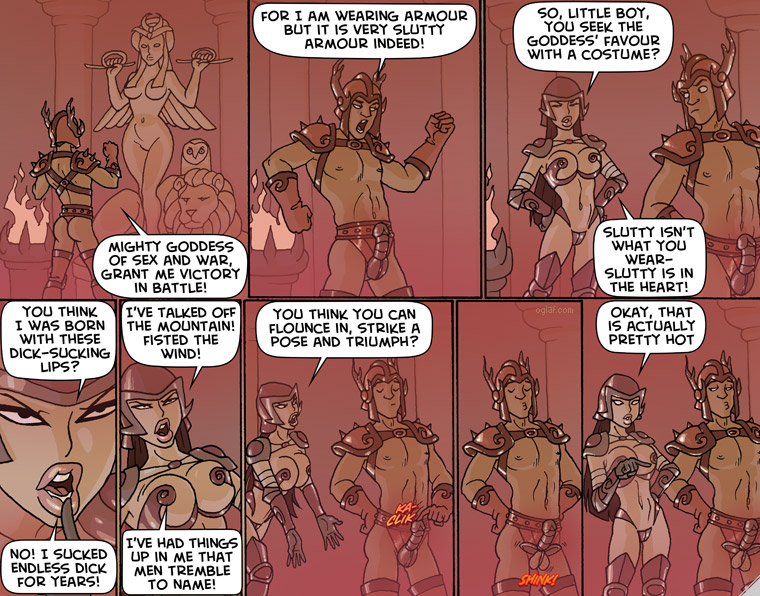 MIGHTY GODDESS
OF SEX AND WAR,
GRANT ME VICTORY
IN BATTLE!
FOR I AM WEARING ARMOUR
BUT IT IS VERY SLUTTY
ARMOUR INDEED!
SO, LITTLE BOY,
YOU SEEK THE
GODDESS' FAVOUR
WITH A COSTUME?
SLUTTY ISN'T
WHAT YOU
WEAR-
SLUTTY IS IN
THE HEART!
YOU THINK
I WAS BORN
WITH THESE
DICK-SUCKING
LIPS?
NO! I SUCKED
ENDLESS DICK
FOR YEARS!
I'VE TALKED OFF
THE MOUNTAIN!
FISTED THE
WIND!
I'VE HAD THINGS
UP IN ME THAT
MEN TREMBLE
TO NAME!
YOU THINK YOU CAN
FLOUNCE IN, STRIKE A
POSE AND TRIUMPH?
KA-
CLIK
oglaf.com
SHINK!
OKAY, THAT
IS ACTUALLY
PRETTY HOT